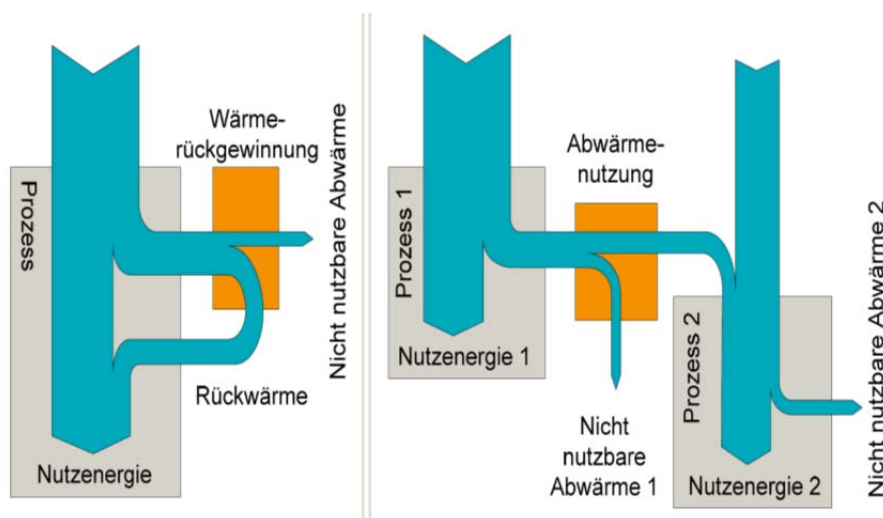 Wärme-
rückgewinnung
Prozess
Nicht nutzbare Abwärme
Rückwärme
Nutzenergie
Abwärme-
nutzung
Prozess 1
Nutzenergie 1
Nicht
nutzbare
Abwärme 1
Prozess 2
Nutzenergie 2
Nicht nutzbare Abwärme 2